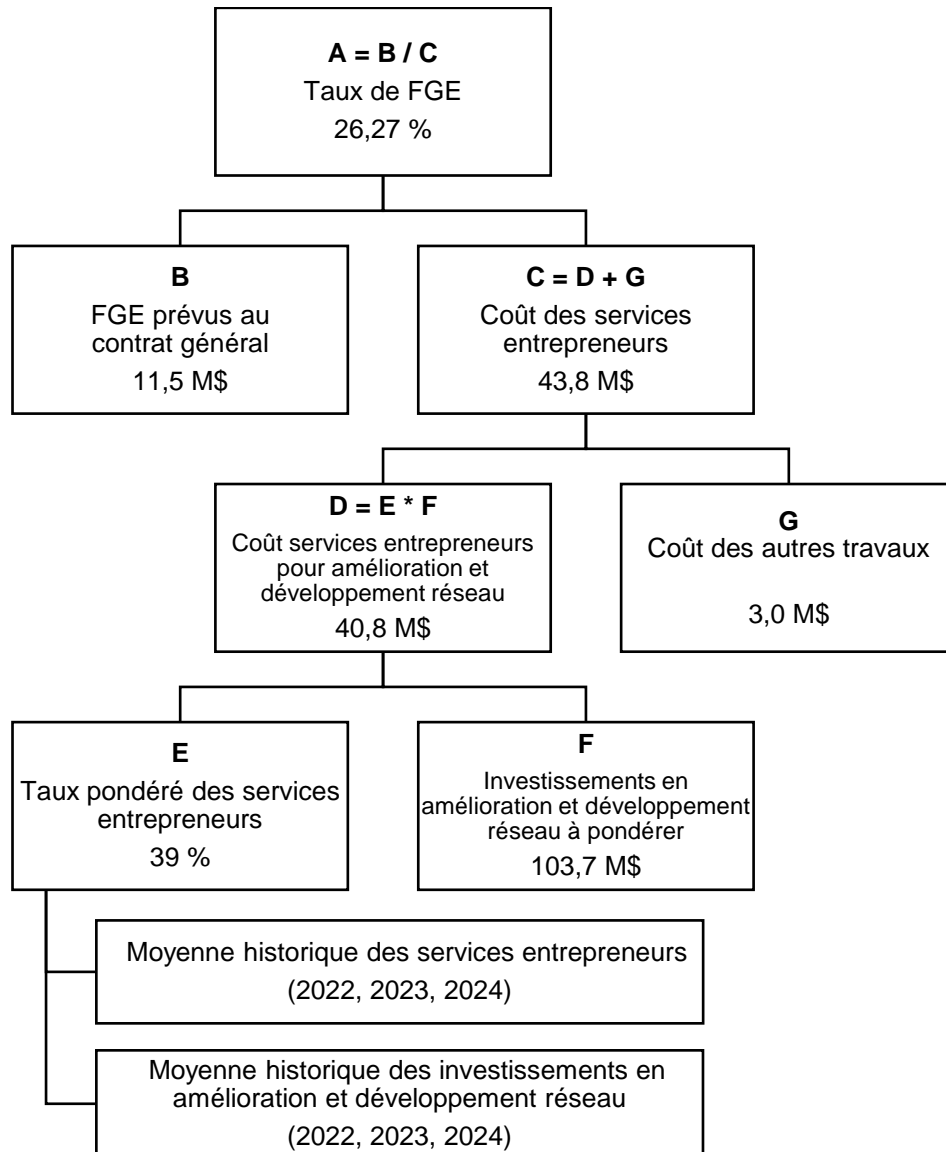 A = B / C
Taux de FGE
26,27 %
B
FGE prévus au
contrat général
11,5 M$
C = D + G
Coût des services
entrepreneurs
43,8 M$
D = E * F
Coût services entrepreneurs
pour amélioration et
développement réseau
40,8 M$
G
Coût des autres travaux
3,0 M$
E
Taux pondéré des services
entrepreneurs
39 %
F
Investissements en
amélioration et développement
réseau à pondérer
103,7 M$
Moyenne historique des services entrepreneurs
(2022, 2023, 2024)
Moyenne historique des investissements en
amélioration et développement réseau
(2022, 2023, 2024)